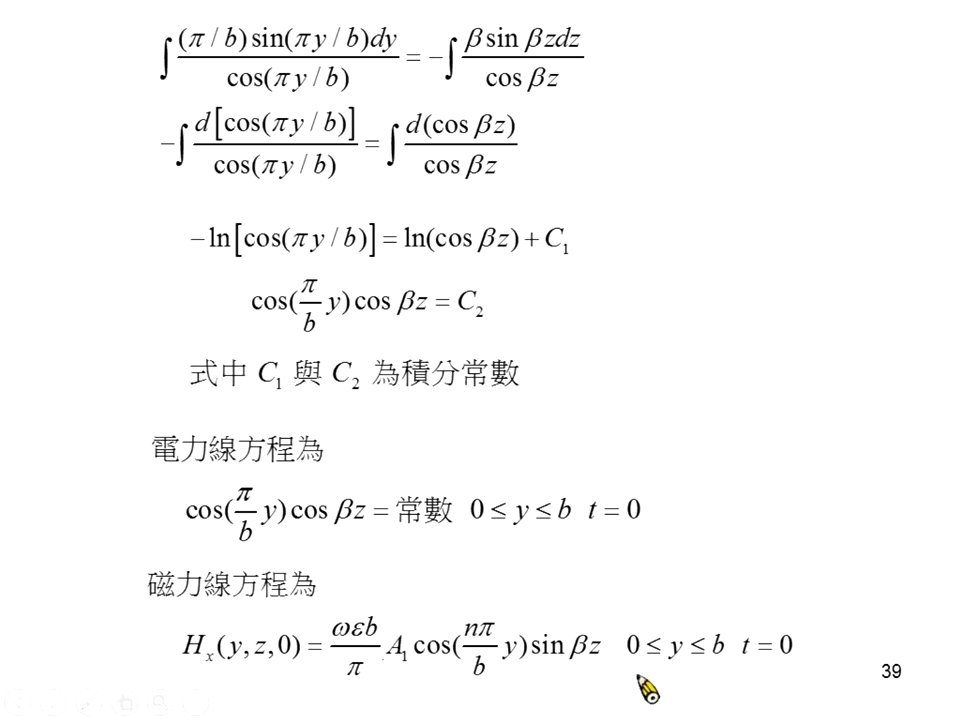 ∫ (π / b) sin(π y / b)dy / cos(π y / b) = −∫ β sin βzdz / cos βz
−∫ d[cos(π y / b)] / cos(π y / b) = ∫ d(cos βz) / cos βz
−ln[cos(π y / b)] = ln(cos βz) + C₁
cos(π/b y) cos βz = C₂
式中 C₁ 與 C₂ 為積分常數
電力線方程為
cos(π/b y) cos βz = 常數 0 ≤ y ≤ b t = 0
磁力線方程為
Hₓ(y, z, 0) = ωεb/π A₁ cos(nπ/b y) sin βz 0 ≤ y ≤ b t = 0
39